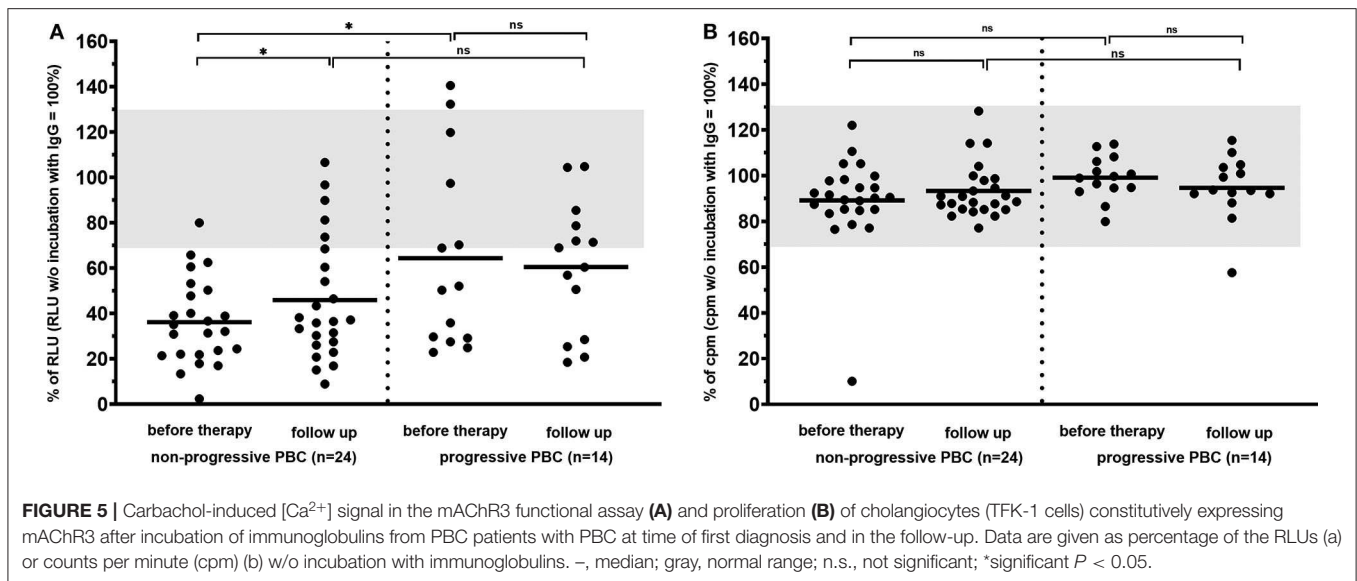 A
* ns
* ns
160
140
120
100
80
60
40
20
0
% of RLU (RLU w/o incubation with IgG = 100%)
before therapy follow up before therapy follow up
non-progressive PBC (n=24) progressive PBC (n=14)
B
ns ns
ns ns
160
140
120
100
80
60
40
20
0
% of cpm (cpm w/o incubation with IgG = 100%)
before therapy follow up before therapy follow up
non-progressive PBC (n=24) progressive PBC (n=14)
FIGURE 5 | Carbachol-induced [Ca²⁺] signal in the mAChR3 functional assay (A) and proliferation (B) of cholangiocytes (TFK-1 cells) constitutively expressing
mAChR3 after incubation of immunoglobulins from PBC patients with PBC at time of first diagnosis and in the follow-up. Data are given as percentage of the RLUs (a)
or counts per minute (cpm) (b) w/o incubation with immunoglobulins. –, median; gray, normal range; n.s., not significant; *significant P < 0.05.